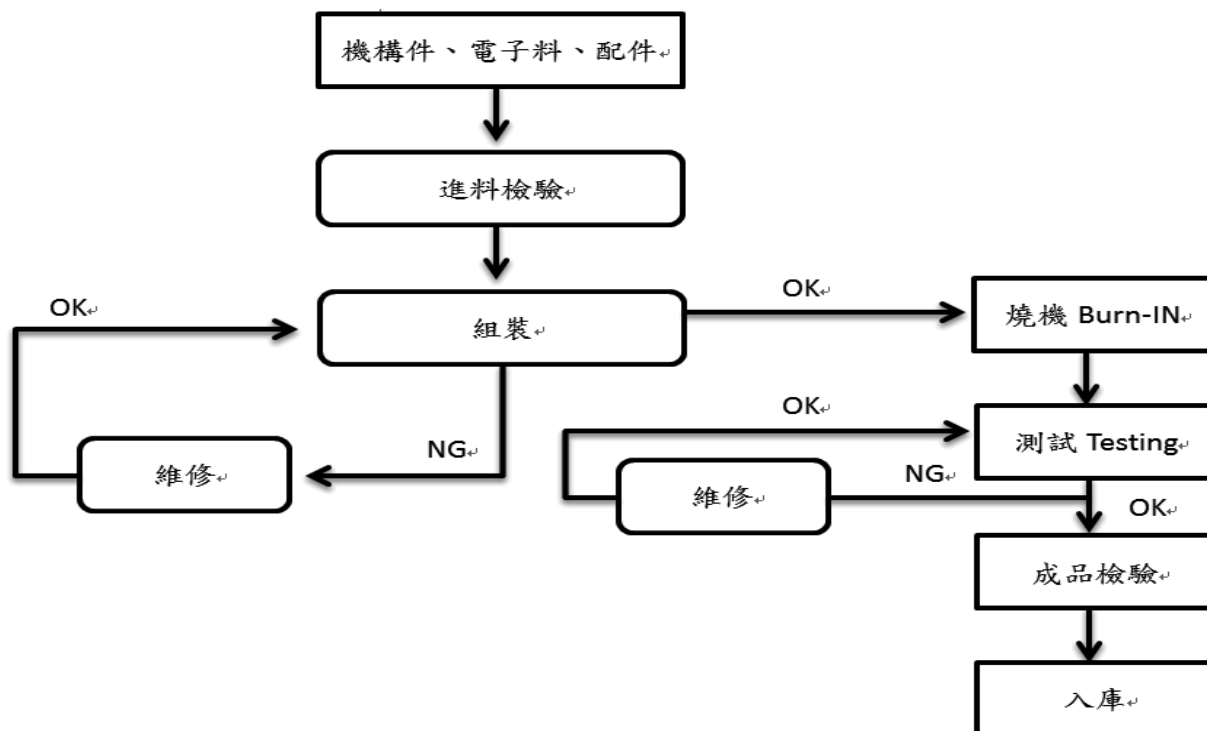 機構件、電子料、配件
進料檢驗
OK
組裝
OK
燒機 Burn-IN
維修
NG
OK
測試 Testing
維修
NG
OK
成品檢驗
入庫